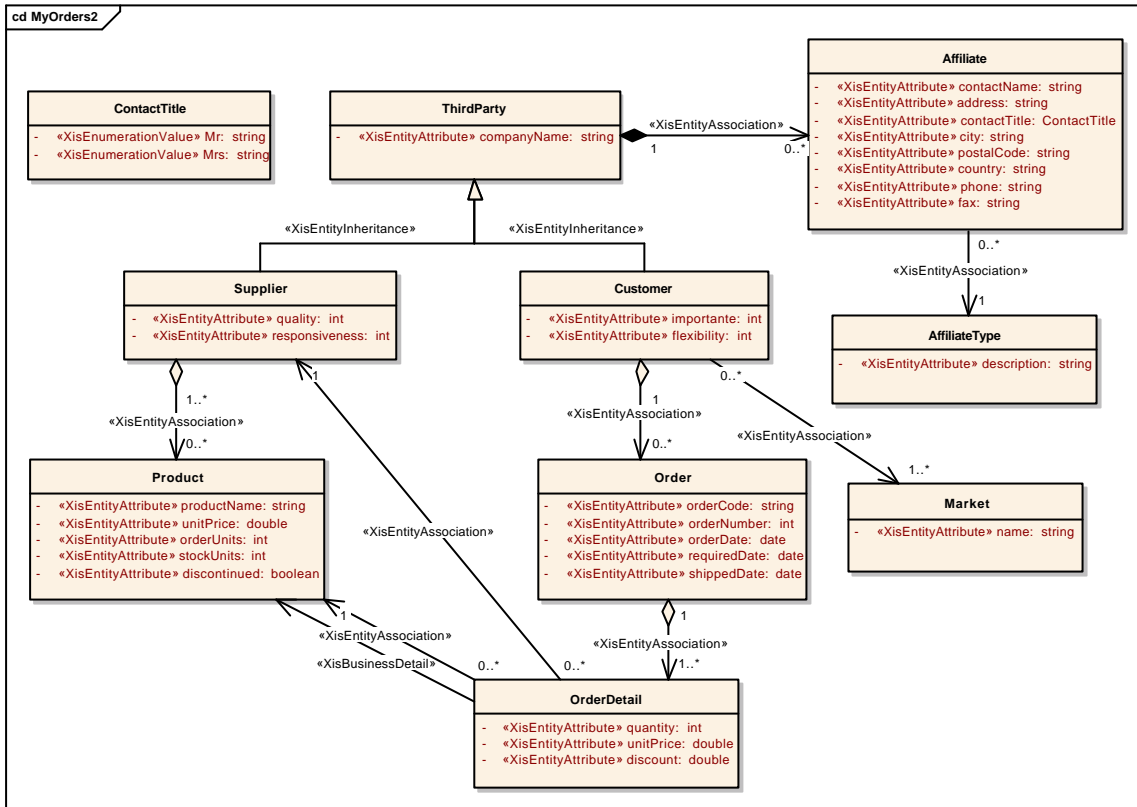 cd MyOrders2
ContactTitle
- «XisEnumerationValue» Mr: string
- «XisEnumerationValue» Mrs: string
ThirdParty
- «XisEntityAttribute» companyName: string
«XisEntityAssociation»
1
0..*
Affiliate
- «XisEntityAttribute» contactName: string
- «XisEntityAttribute» address: string
- «XisEntityAttribute» contactTitle: ContactTitle
- «XisEntityAttribute» city: string
- «XisEntityAttribute» postalCode: string
- «XisEntityAttribute» country: string
- «XisEntityAttribute» phone: string
- «XisEntityAttribute» fax: string
«XisEntityInheritance»
«XisEntityInheritance»
0..*
«XisEntityAssociation»
1
Supplier
- «XisEntityAttribute» quality: int
- «XisEntityAttribute» responsiveness: int
Customer
- «XisEntityAttribute» importante: int
- «XisEntityAttribute» flexibility: int
AffiliateType
- «XisEntityAttribute» description: string
1..*
«XisEntityAssociation»
0..*
1
1
«XisEntityAssociation»
0..*
0..*
«XisEntityAssociation»
1..*
Product
- «XisEntityAttribute» productName: string
- «XisEntityAttribute» unitPrice: double
- «XisEntityAttribute» orderUnits: int
- «XisEntityAttribute» stockUnits: int
- «XisEntityAttribute» discontinued: boolean
«XisEntityAssociation»
Order
- «XisEntityAttribute» orderCode: string
- «XisEntityAttribute» orderNumber: int
- «XisEntityAttribute» orderDate: date
- «XisEntityAttribute» requiredDate: date
- «XisEntityAttribute» shippedDate: date
Market
- «XisEntityAttribute» name: string
1
«XisEntityAssociation»
«XisBusinessDetail»
0..*
0..*
1
«XisEntityAssociation»
1..*
OrderDetail
- «XisEntityAttribute» quantity: int
- «XisEntityAttribute» unitPrice: double
- «XisEntityAttribute» discount: double